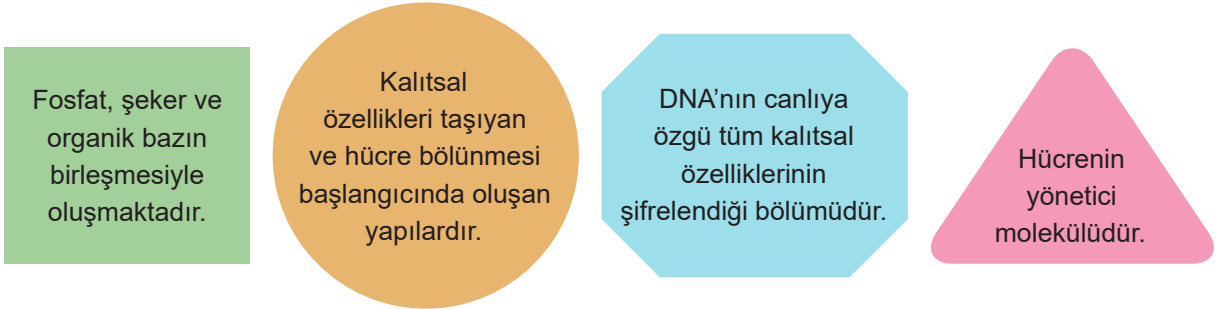 Fosfat, şeker ve
organik bazın
birleşmesiyle
oluşmaktadır.
Kalıtsal
özellikleri taşıyan
ve hücre bölünmesi
başlangıcında oluşan
yapılardır.
DNA’nın canlıya
özgü tüm kalıtsal
özelliklerinin
şifrelendiği bölümüdür.
Hücrenin
yönetici
molekülüdür.